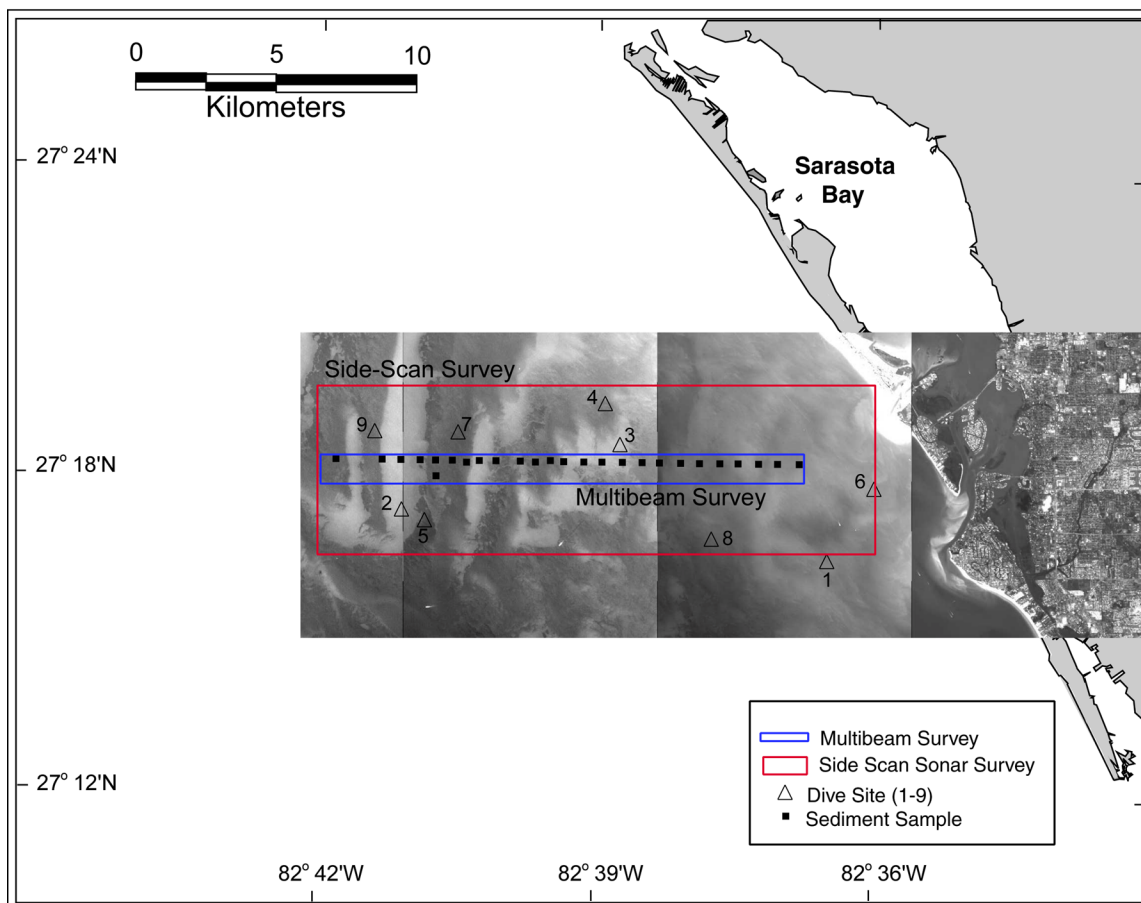 0 5 10
Kilometers
27° 24'N
Sarasota
Bay
Side-Scan Survey
4
9
7
3
27° 18'N
6
Multibeam Survey
2
5
8
1
Multibeam Survey
Side Scan Sonar Survey
27° 12'N
Dive Site (1-9)
Sediment Sample
82° 42'W 82° 39'W 82° 36'W